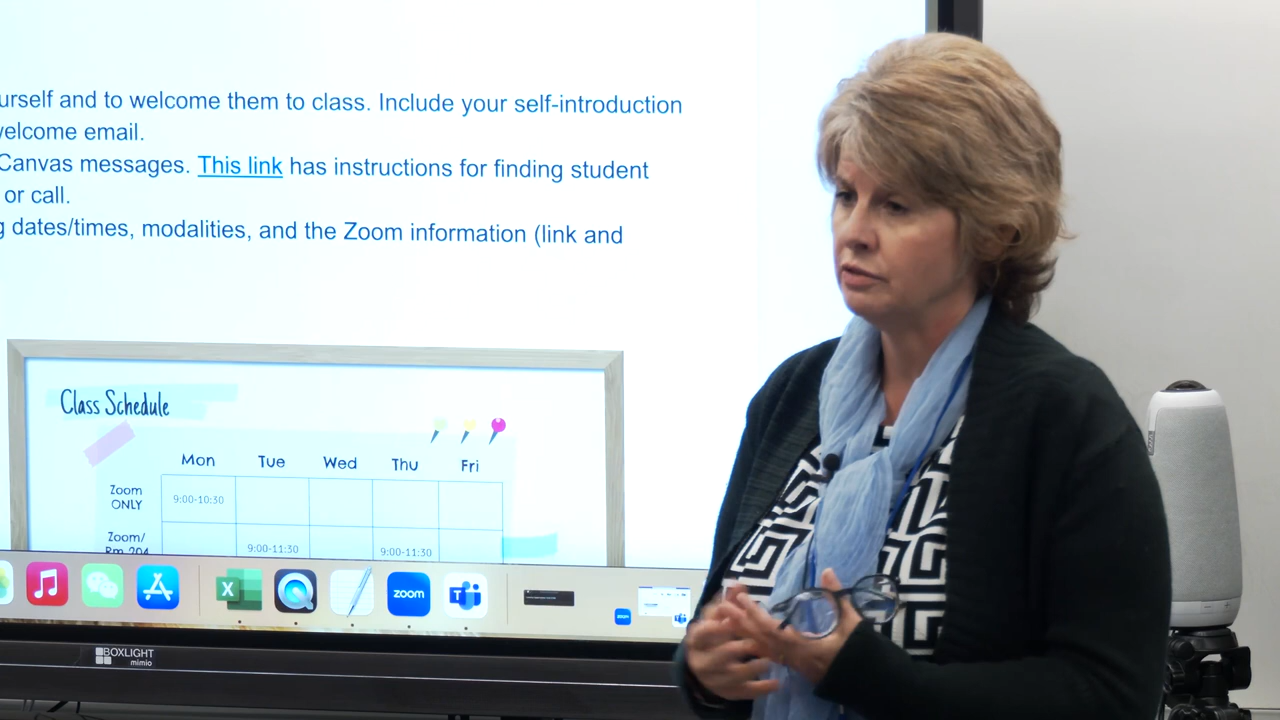 urself and to welcome them to class. Include your self-introduction
welcome email.
Canvas messages. This link has instructions for finding student
or call.
g dates/times, modalities, and the Zoom information (link and
Class Schedule
Mon Tue Wed Thu Fri
Zoom
ONLY
9:00-10:30
Zoom/
Rm 204
9:00-11:30 9:00-11:30
zoom
BOXLIGHT
mimio